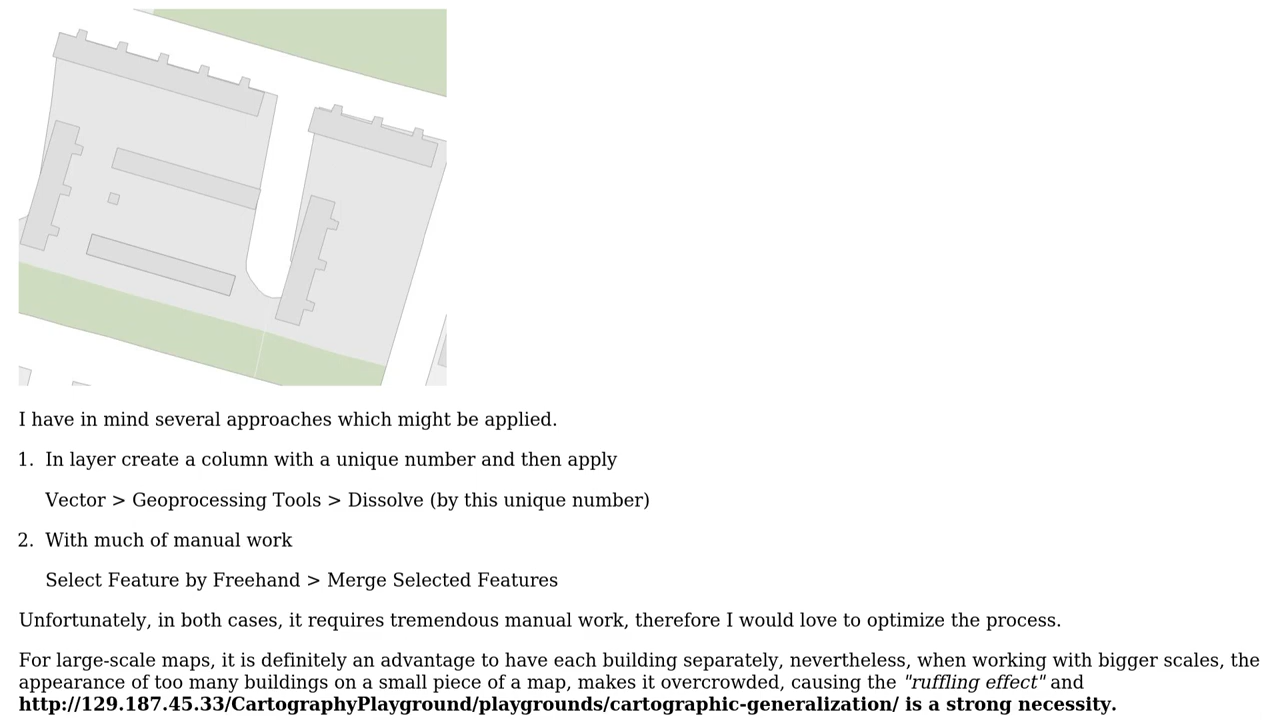 I have in mind several approaches which might be applied.
1. In layer create a column with a unique number and then apply
Vector > Geoprocessing Tools > Dissolve (by this unique number)
2. With much of manual work
Select Feature by Freehand > Merge Selected Features
Unfortunately, in both cases, it requires tremendous manual work, therefore I would love to optimize the process.
For large-scale maps, it is definitely an advantage to have each building separately, nevertheless, when working with bigger scales, the
appearance of too many buildings on a small piece of a map, makes it overcrowded, causing the "ruffling effect" and
http://129.187.45.33/CartographyPlayground/playgrounds/cartographic-generalization/ is a strong necessity.